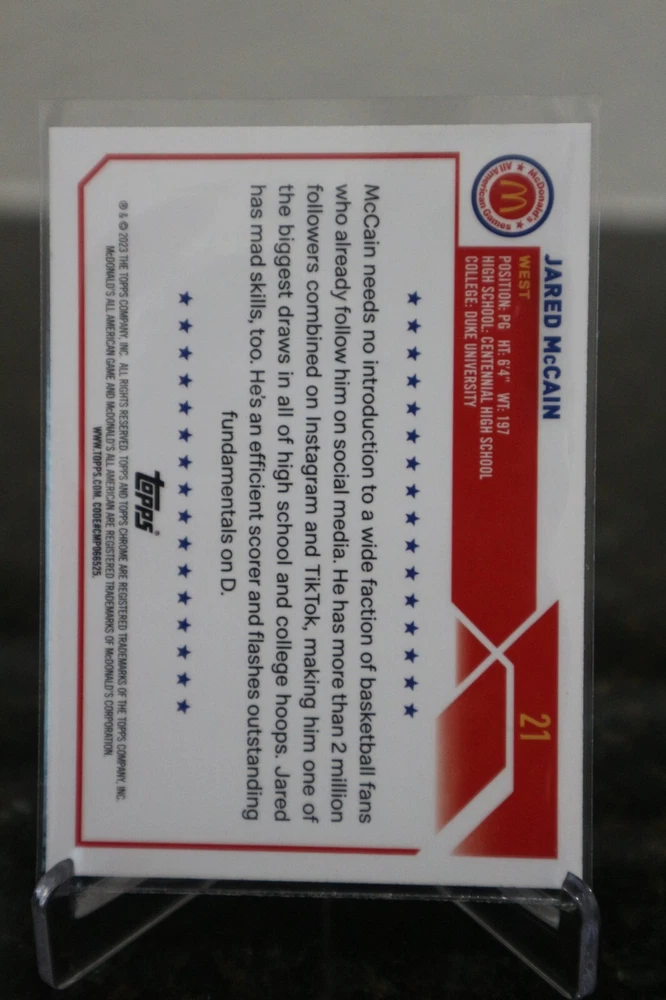 McDonald's
All American Games
JARED McCAIN
WEST
POSITION: PG HT: 6'4" WT: 197
HIGH SCHOOL: CENTENNIAL HIGH SCHOOL
COLLEGE: DUKE UNIVERSITY
21
McCain needs no introduction to a wide faction of basketball fans
who already follow him on social media. He has more than 2 million
followers combined on Instagram and TikTok, making him one of
the biggest draws in all of high school and college hoops. Jared
has mad skills, too. He's an efficient scorer and flashes outstanding
fundamentals on D.
topps®
® & © 2023 THE TOPPS COMPANY, INC. ALL RIGHTS RESERVED. TOPPS AND TOPPS CHROME ARE REGISTERED TRADEMARKS OF THE TOPPS COMPANY, INC.
McDONALD'S ALL AMERICAN GAME AND McDONALD'S ALL AMERICAN ARE REGISTERED TRADEMARKS OF McDONALD'S CORPORATION.
WWW.TOPPS.COM. CODE#CMP066525.